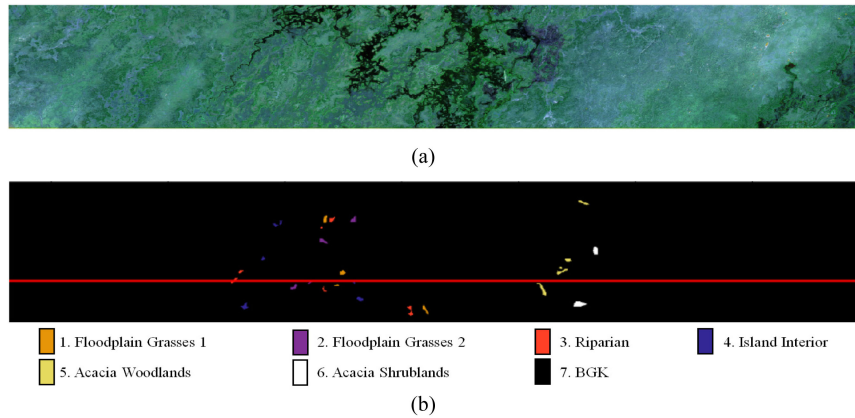 (a)
1. Floodplain Grasses 1 2. Floodplain Grasses 2 3. Riparian 4. Island Interior
5. Acacia Woodlands 6. Acacia Shrublands 7. BGK
(b)